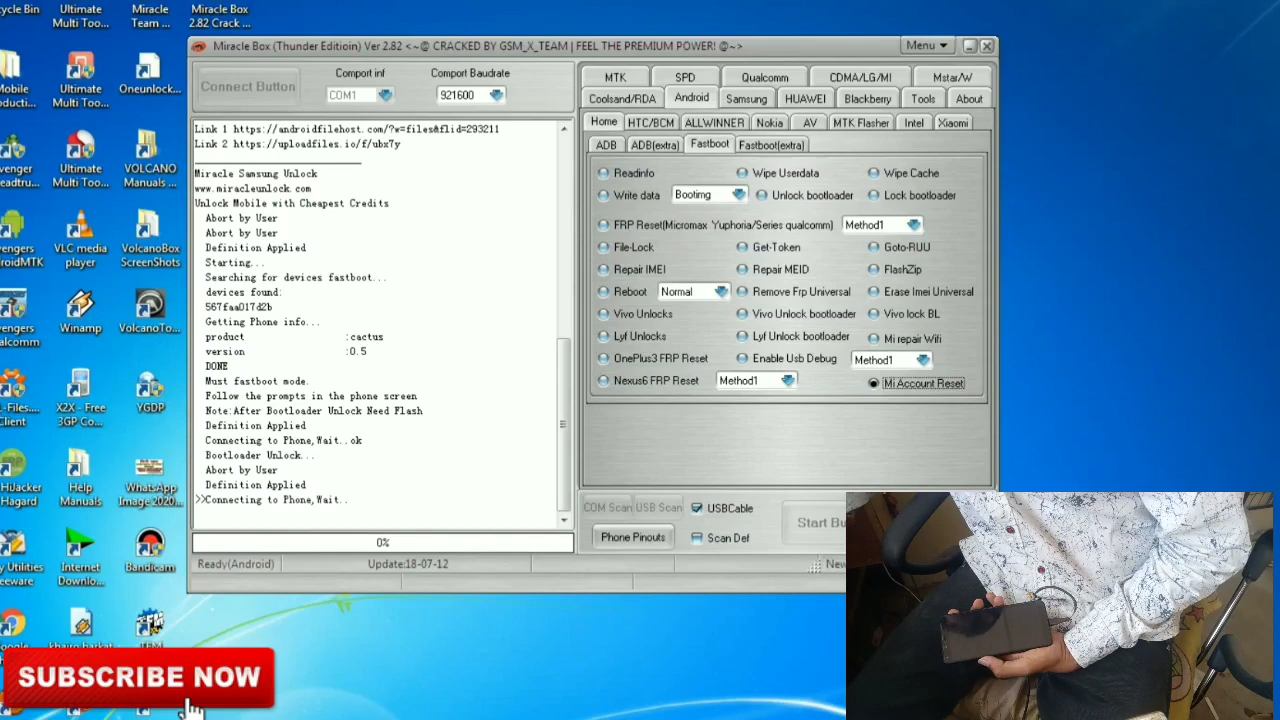 cycle Bin
Ultimate
Multi Too...
Miracle
Team ...
Miracle Box
2.82 Crack ...
Mobile
Ultimate
Multi Too...
Oneunlock...
Ultimate
Multi Too...
VOLCANO
Manuals ...
VLC media
player
VolcanoBox
ScreenShots
Winamp
VolcanoTo...
Client
X2X - Free
3GP Co...
YGDP
HiJacker
Hagard
Help
Manuals
WhatsApp
Image 2020...
Utilities
Internet
Downlo...
Bandicam
Miracle Box (Thunder Editioin) Ver 2.82 <~@ CRACKED BY GSM_X_TEAM | FEEL THE PREMIUM POWER! @~>
Menu
Connect Button
Comport inf
COM1
Comport Baudrate
921600
Link 1 https://androidfilehost.com/?w=files&flid=293211
Link 2 https://uploadfiles.io/f/ubx7y
Miracle Samsung Unlock
www.miracleunlock.com
Unlock Mobile with Cheapest Credits
Abort by User
Abort by User
Definition Applied
Starting...
Searching for devices fastboot...
devices found:
567faa017d2b
Getting Phone info...
product :cactus
version :0.5
DONE
Must fastboot mode.
Follow the prompts in the phone screen
Note:After Bootloader Unlock Need Flash
Definition Applied
Connecting to Phone,Wait..ok
Bootloader Unlock...
Abort by User
Definition Applied
>>Connecting to Phone,Wait..
0%
Ready(Android)
Update:18-07-12
New
MTK SPD Qualcomm CDMA/LG/MI Mstar/W
Coolsand/RDA Android Samsung HUAWEI Blackberry Tools About
Home HTC/BCM ALLWINNER Nokia AV MTK Flasher Intel Xiaomi
ADB ADB(extra) Fastboot Fastboot(extra)
Readinfo Wipe Userdata Wipe Cache
Write data Bootimg Unlock bootloader Lock bootloader
FRP Reset(Micromax 'Yuphoria/Series qualcomm) Method1
File-Lock Get-Token Goto-RUU
Repair IMEI Repair MEID FlashZip
Reboot Normal Remove Frp Universal Erase Imei Universal
Vivo Unlocks Vivo Unlock bootloader Vivo lock BL
Lyf Unlocks Lyf Unlock bootloader Mi repair Wifi
OnePlus3 FRP Reset Enable Usb Debug Method1
Nexus6 FRP Reset Method1 Mi Account Reset
COM Scan USB Scan USBCable
Start Bu
Phone Pinouts Scan Def
SUBSCRIBE NOW